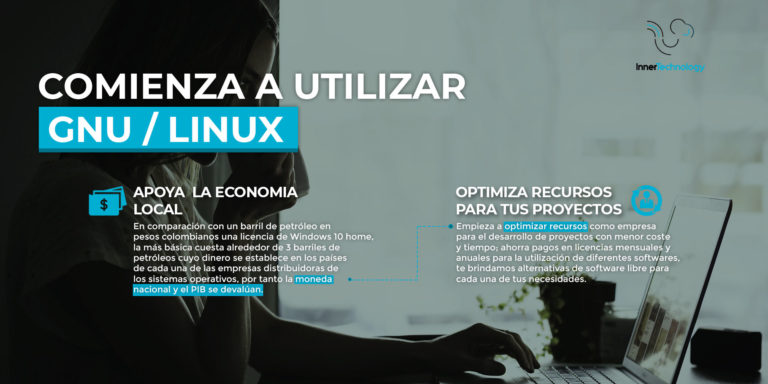 InnerTechnology
COMIENZA A UTILIZAR
GNU / LINUX
APOYA LA ECONOMIA
LOCAL
En comparación con un barril de petróleo en
pesos colombianos una licencia de Windows 10 home,
la más básica cuesta alrededor de 3 barriles de
petróleos cuyo dinero se establece en los países
de cada una de las empresas distribuidoras de
los sistemas operativos, por tanto la moneda
nacional y el PIB se devalúan.
OPTIMIZA RECURSOS
PARA TUS PROYECTOS
Empieza a optimizar recursos como empresa
para el desarrollo de proyectos con menor coste
y tiempo; ahorra pagos en licencias mensuales y
anuales para la utilización de diferentes softwares,
te brindamos alternativas de software libre para
cada una de tus necesidades.